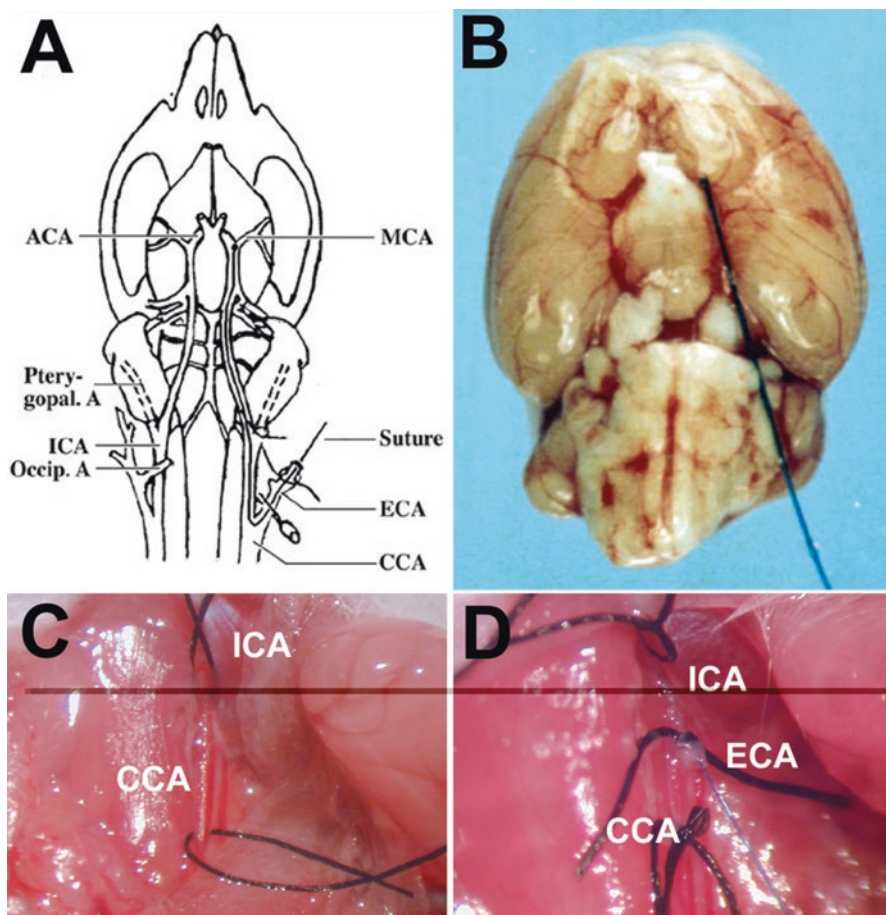 A
ACA
MCA
Ptery-
gopal. A
ICA
Occip. A
Suture
ECA
CCA
B
C
ICA
CCA
D
ICA
ECA
CCA